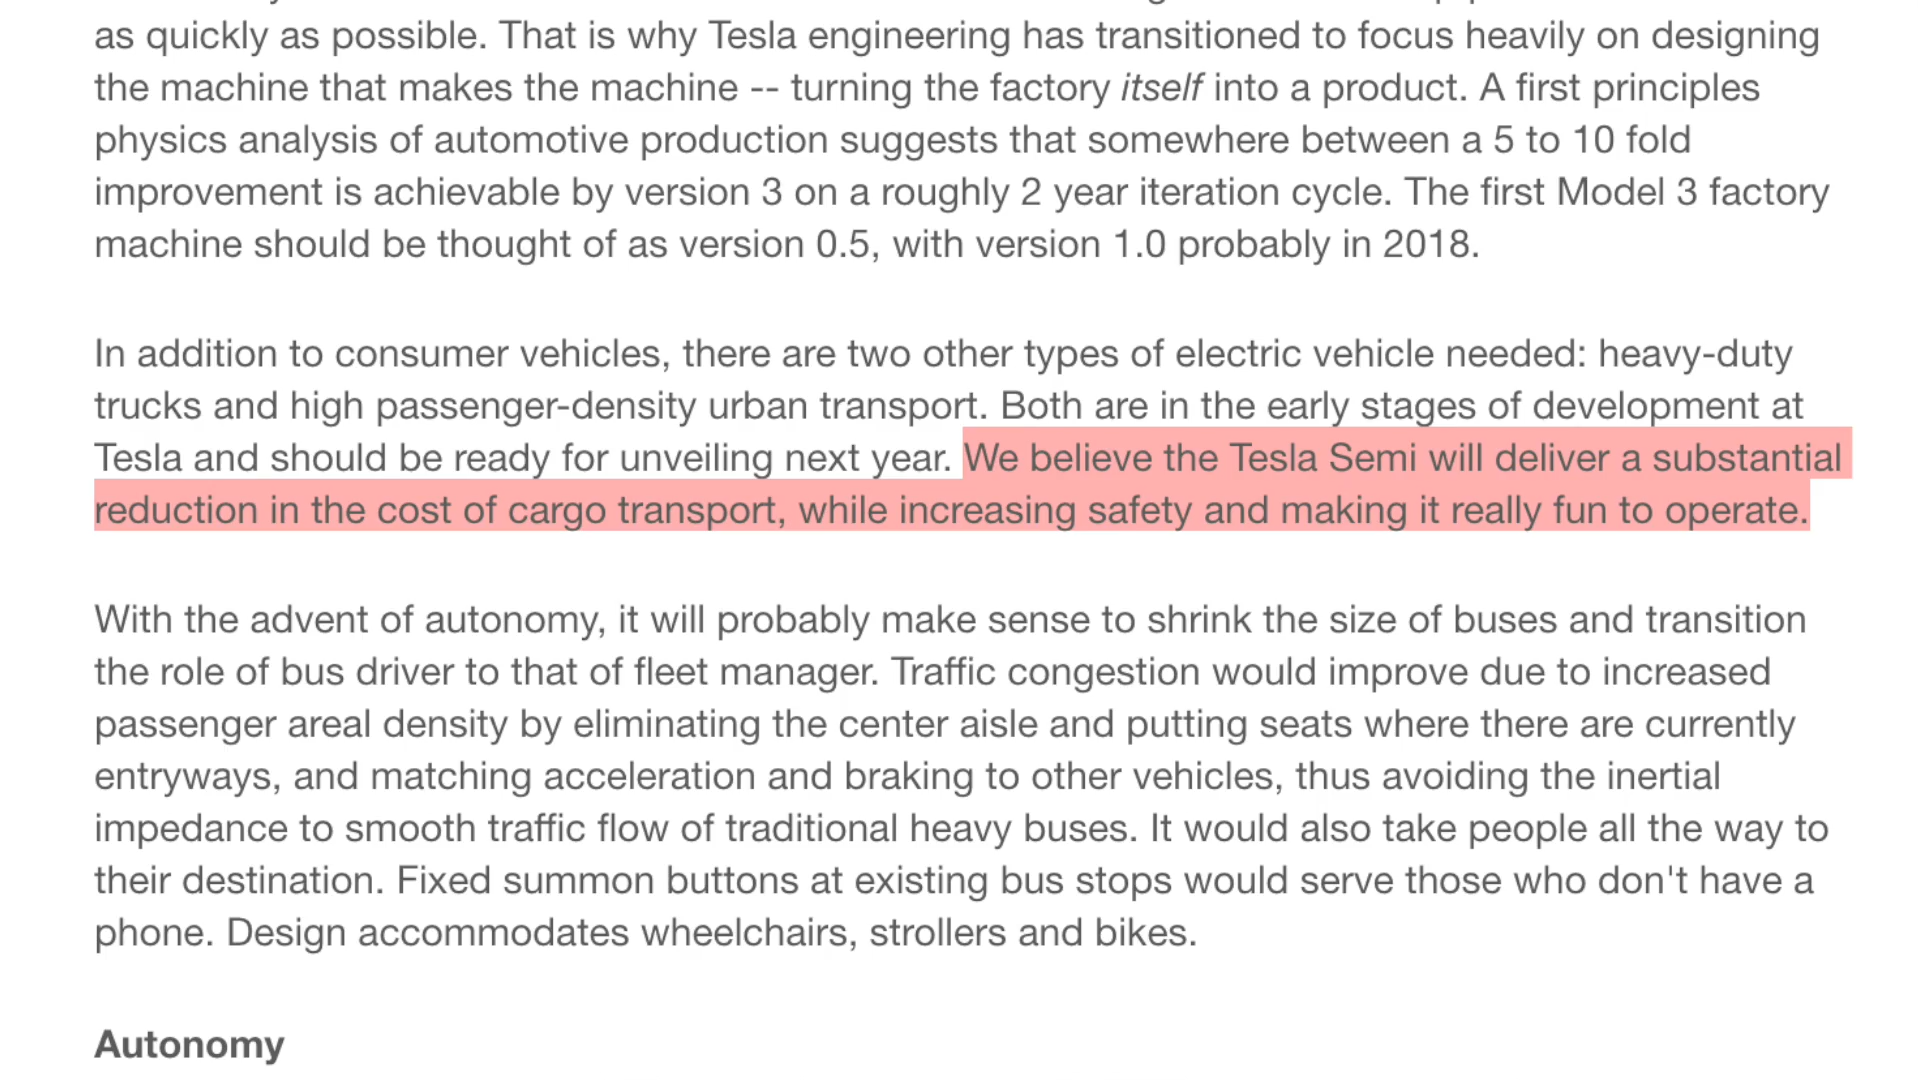 as quickly as possible. That is why Tesla engineering has transitioned to focus heavily on designing
the machine that makes the machine -- turning the factory itself into a product. A first principles
physics analysis of automotive production suggests that somewhere between a 5 to 10 fold
improvement is achievable by version 3 on a roughly 2 year iteration cycle. The first Model 3 factory
machine should be thought of as version 0.5, with version 1.0 probably in 2018.
In addition to consumer vehicles, there are two other types of electric vehicle needed: heavy-duty
trucks and high passenger-density urban transport. Both are in the early stages of development at
Tesla and should be ready for unveiling next year. We believe the Tesla Semi will deliver a substantial
reduction in the cost of cargo transport, while increasing safety and making it really fun to operate.
With the advent of autonomy, it will probably make sense to shrink the size of buses and transition
the role of bus driver to that of fleet manager. Traffic congestion would improve due to increased
passenger areal density by eliminating the center aisle and putting seats where there are currently
entryways, and matching acceleration and braking to other vehicles, thus avoiding the inertial
impedance to smooth traffic flow of traditional heavy buses. It would also take people all the way to
their destination. Fixed summon buttons at existing bus stops would serve those who don't have a
phone. Design accommodates wheelchairs, strollers and bikes.
Autonomy